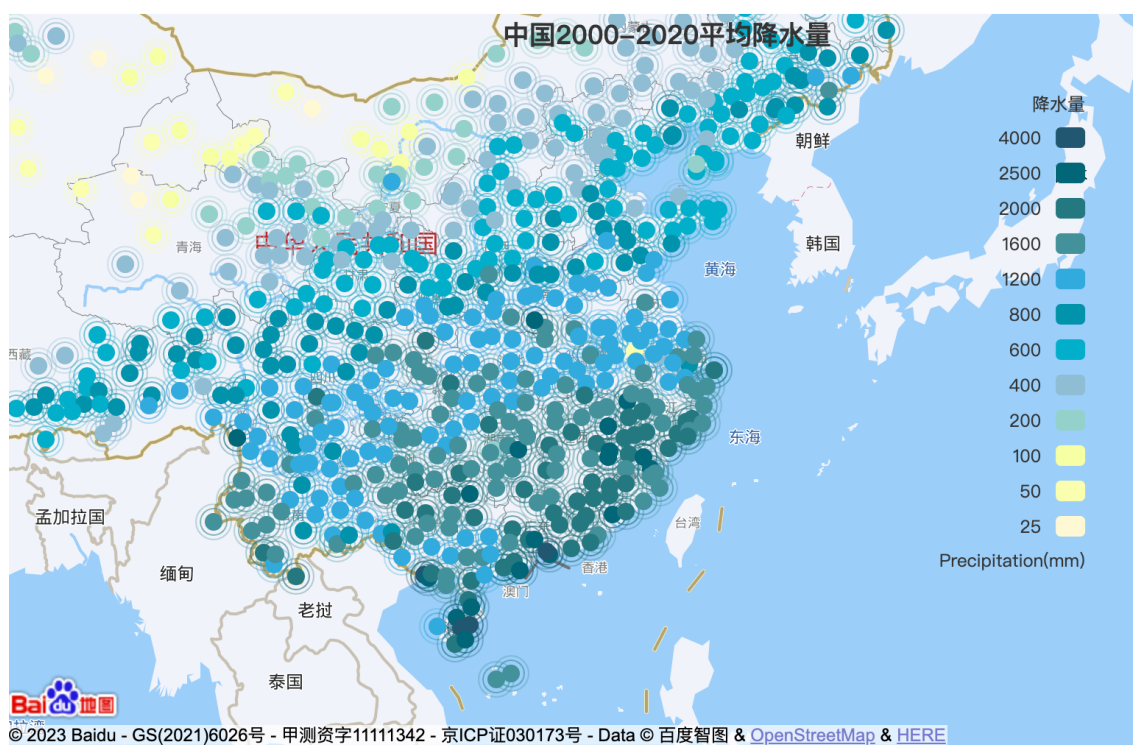 中国2000-2020平均降水量
降水量
4000
2500
2000
1600
1200
800
600
400
200
100
50
25
Precipitation(mm)
朝鲜
韩国
青海
黄海
西藏
东海
孟加拉国
台湾
缅甸
香港
澳门
老挝
泰国
Bai du 地图
© 2023 Baidu - GS(2021)6026号 - 甲测资字11111342 - 京ICP证030173号 - Data © 百度智图 & OpenStreetMap & HERE